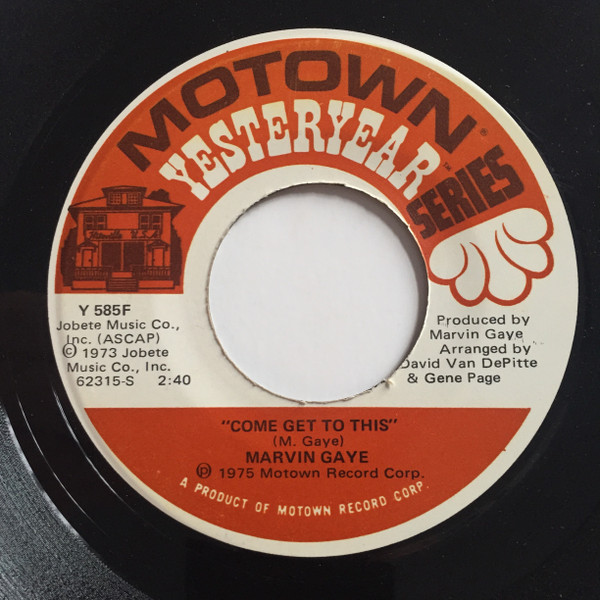 MOTOWN®
YESTERYEAR™
SERIES
Y 585F
Jobete Music Co.,
Inc. (ASCAP)
© 1973 Jobete
Music Co., Inc.
62315-S 2:40
Produced by
Marvin Gaye
Arranged by
David Van DePitte
& Gene Page
"COME GET TO THIS"
(M. Gaye)
MARVIN GAYE
℗ 1975 Motown Record Corp.
A PRODUCT OF MOTOWN RECORD CORP.